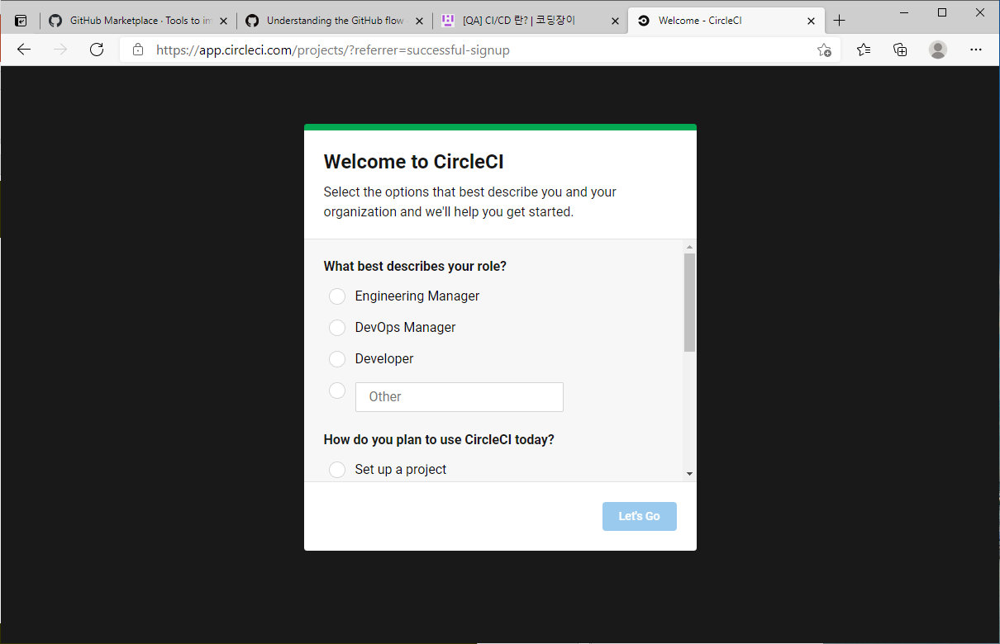 GitHub Marketplace · Tools to im
Understanding the GitHub flow
[QA] CI/CD 란? | 코딩장이
Welcome - CircleCI
https://app.circleci.com/projects/?referrer=successful-signup
Welcome to CircleCI
Select the options that best describe you and your
organization and we'll help you get started.
What best describes your role?
Engineering Manager
DevOps Manager
Developer
Other
How do you plan to use CircleCI today?
Set up a project
Let's Go